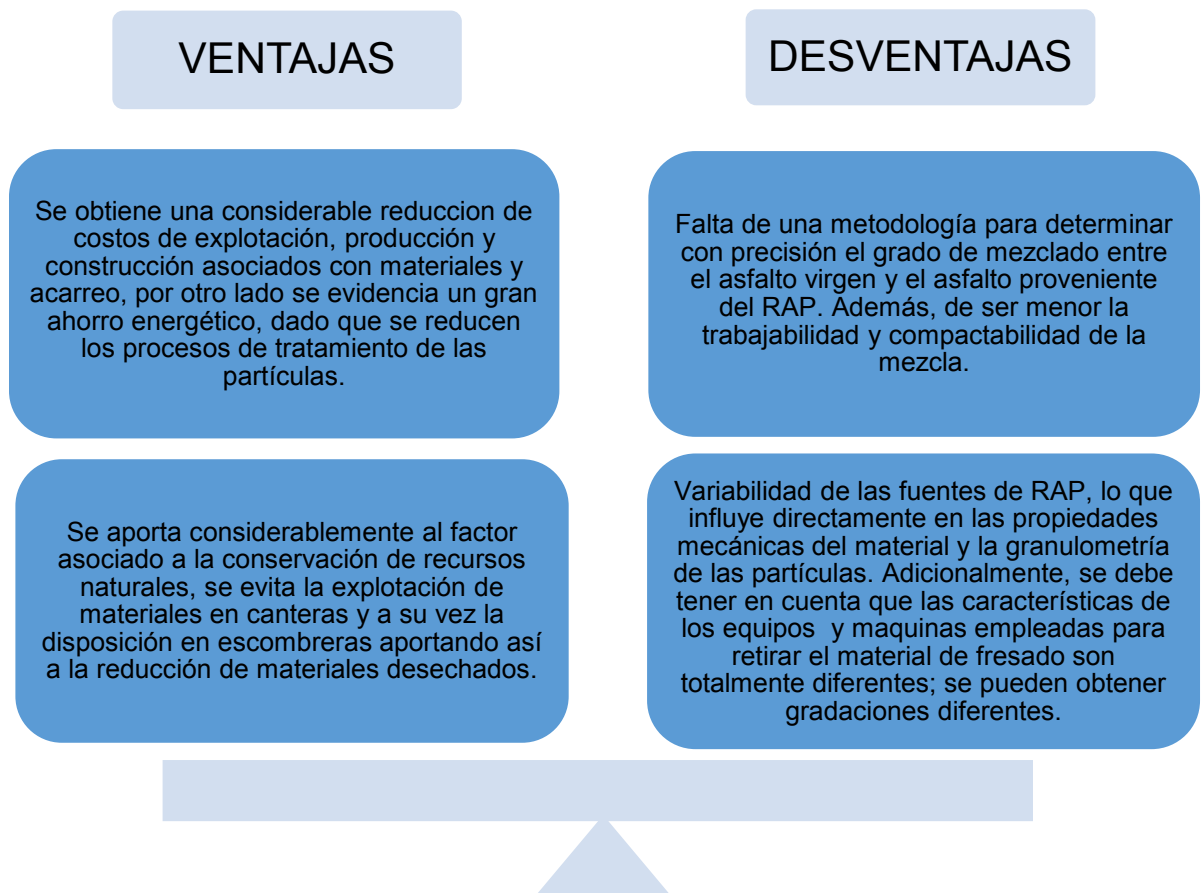 VENTAJAS
Se obtiene una considerable reduccion de
costos de explotación, producción y
construcción asociados con materiales y
acarreo, por otro lado se evidencia un gran
ahorro energético, dado que se reducen
los procesos de tratamiento de las
partículas.
Se aporta considerablemente al factor
asociado a la conservación de recursos
naturales, se evita la explotación de
materiales en canteras y a su vez la
disposición en escombreras aportando así
a la reducción de materiales desechados.
DESVENTAJAS
Falta de una metodología para determinar
con precisión el grado de mezclado entre
el asfalto virgen y el asfalto proveniente
del RAP. Además, de ser menor la
trabajabilidad y compactabilidad de la
mezcla.
Variabilidad de las fuentes de RAP, lo que
influye directamente en las propiedades
mecánicas del material y la granulometría
de las partículas. Adicionalmente, se debe
tener en cuenta que las características de
los equipos y maquinas empleadas para
retirar el material de fresado son
totalmente diferentes; se pueden obtener
gradaciones diferentes.